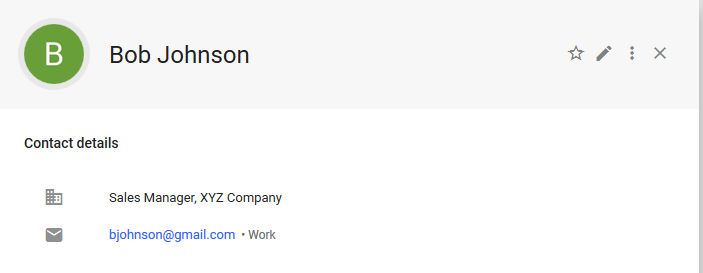 B
Bob Johnson
Contact details
Sales Manager, XYZ Company
bjohnson@gmail.com • Work